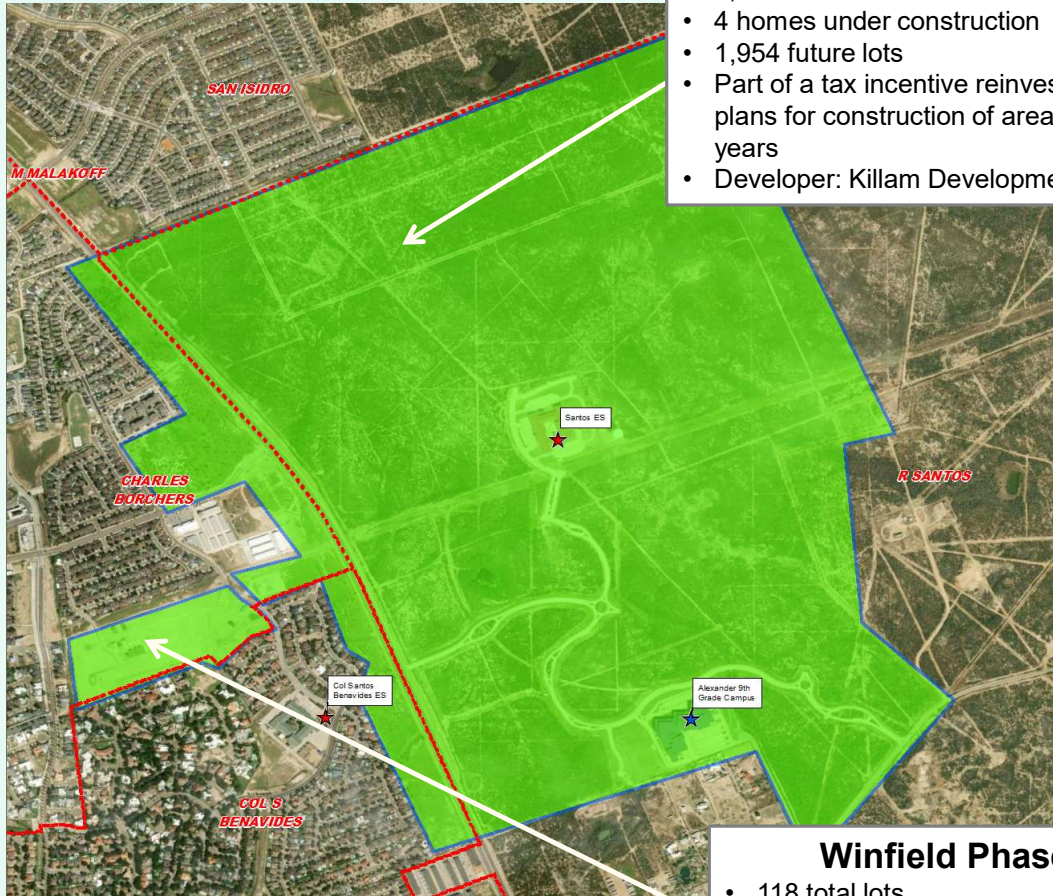 • 4 homes under construction
• 1,954 future lots
• Part of a tax incentive reinves
plans for construction of area
years
• Developer: Killam Developme
SAN ISIDRO
M MALAKOFF
Santos ES
R SANTOS
CHARLES
BORCHERS
Col Santos
Benavides ES
Alexander 9th
Grade Campus
COL S
BENAVIDES
Winfield Phase
• 118 total lots